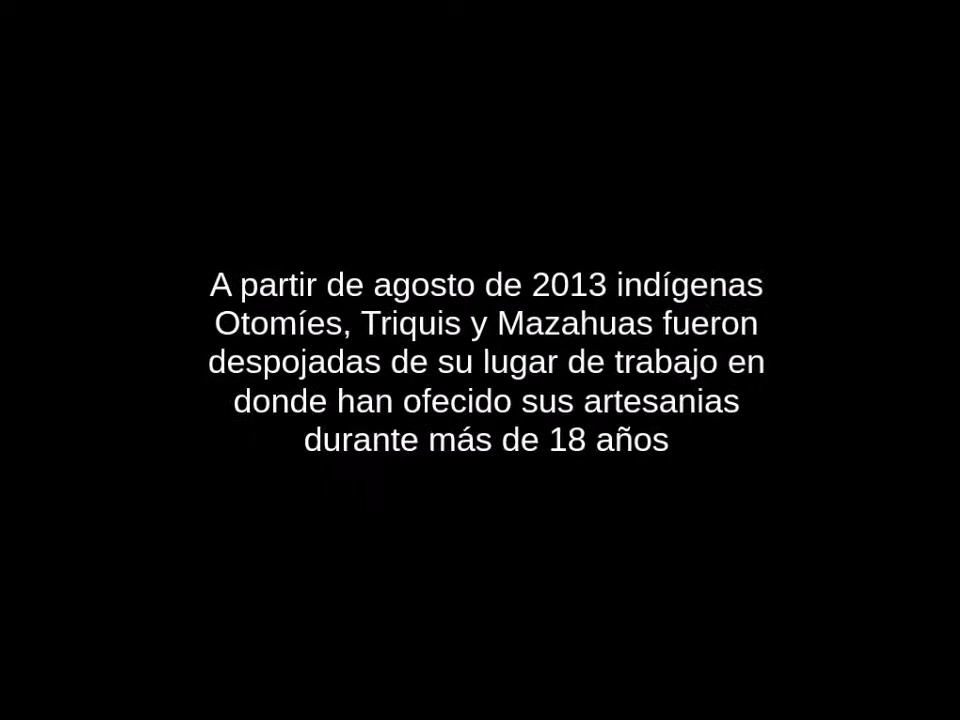 A partir de agosto de 2013 indígenas
Otomíes, Triquis y Mazahuas fueron
despojadas de su lugar de trabajo en
donde han ofecido sus artesanias
durante más de 18 años